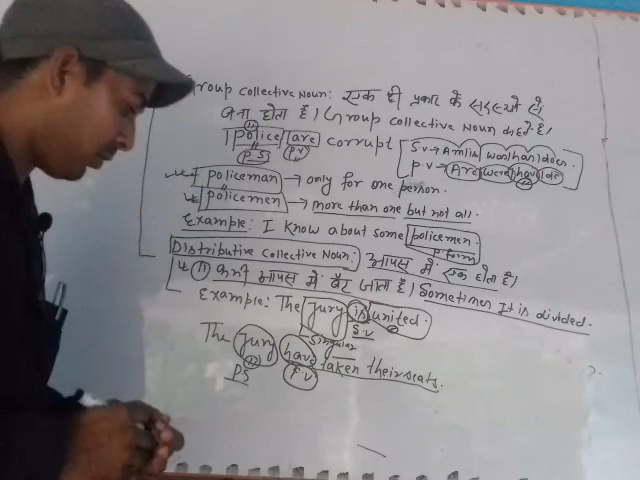 Group Collective Noun: एक ही प्रकार के सदस्यो से
बना होता है। Group Collective Noun कहते है।
Police are corrupt
P.S P.V
S.V → Am/is/was/has/does
P.V → Are/were/have/do
Policeman → only for one person.
Policemen → more than one but not all.
Example: I know about some policemen.
P form
Distributive Collective Noun: आपस में एक होता है।
कभी आपस में बँट जाता है। Sometimes It is divided.
Example: The Jury is united.
Singular S.V
The Jury have taken their seats.
PS P.V